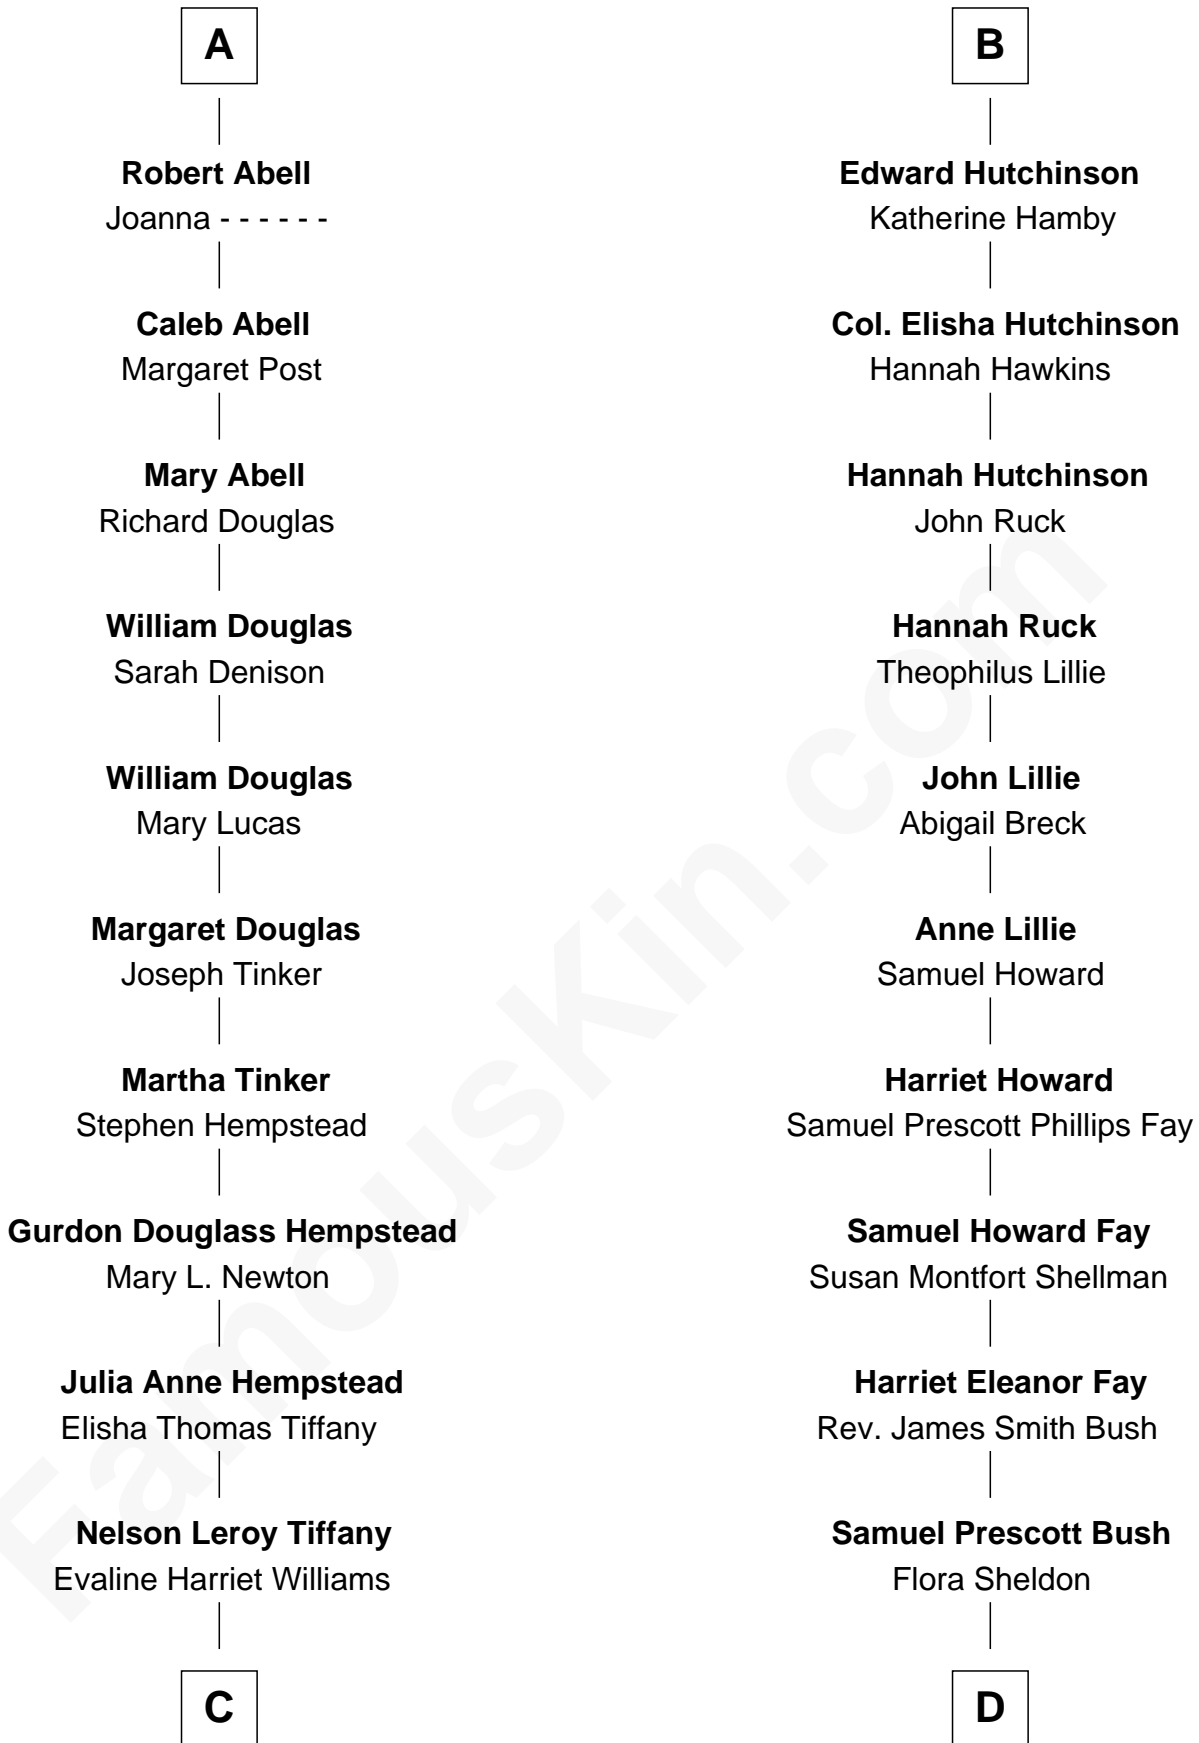 A
Robert Abell
Joanna - - - - - -
Caleb Abell
Margaret Post
Mary Abell
Richard Douglas
William Douglas
Sarah Denison
William Douglas
Mary Lucas
Margaret Douglas
Joseph Tinker
Martha Tinker
Stephen Hempstead
Gurdon Douglass Hempstead
Mary L. Newton
Julia Anne Hempstead
Elisha Thomas Tiffany
Nelson Leroy Tiffany
Evaline Harriet Williams
C
B
Edward Hutchinson
Katherine Hamby
Col. Elisha Hutchinson
Hannah Hawkins
Hannah Hutchinson
John Ruck
Hannah Ruck
Theophilus Lillie
John Lillie
Abigail Breck
Anne Lillie
Samuel Howard
Harriet Howard
Samuel Prescott Phillips Fay
Samuel Howard Fay
Susan Montfort Shellman
Harriet Eleanor Fay
Rev. James Smith Bush
Samuel Prescott Bush
Flora Sheldon
D
FamousKin.com